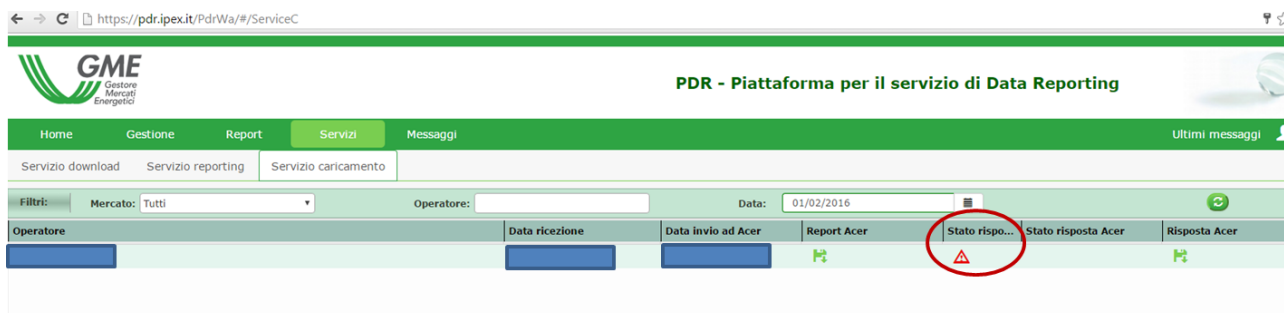 https://pdr.ipex.it/PdrWa/#/ServiceC
GME
Gestore
Mercati
Energetici
PDR - Piattaforma per il servizio di Data Reporting
Home Gestione Report Servizi Messaggi Ultimi messaggi
Servizio download Servizio reporting Servizio caricamento
Filtri: Mercato: Tutti Operatore: Data: 01/02/2016
Operatore Data ricezione Data invio ad Acer Report Acer Stato rispo... Stato risposta Acer Risposta Acer